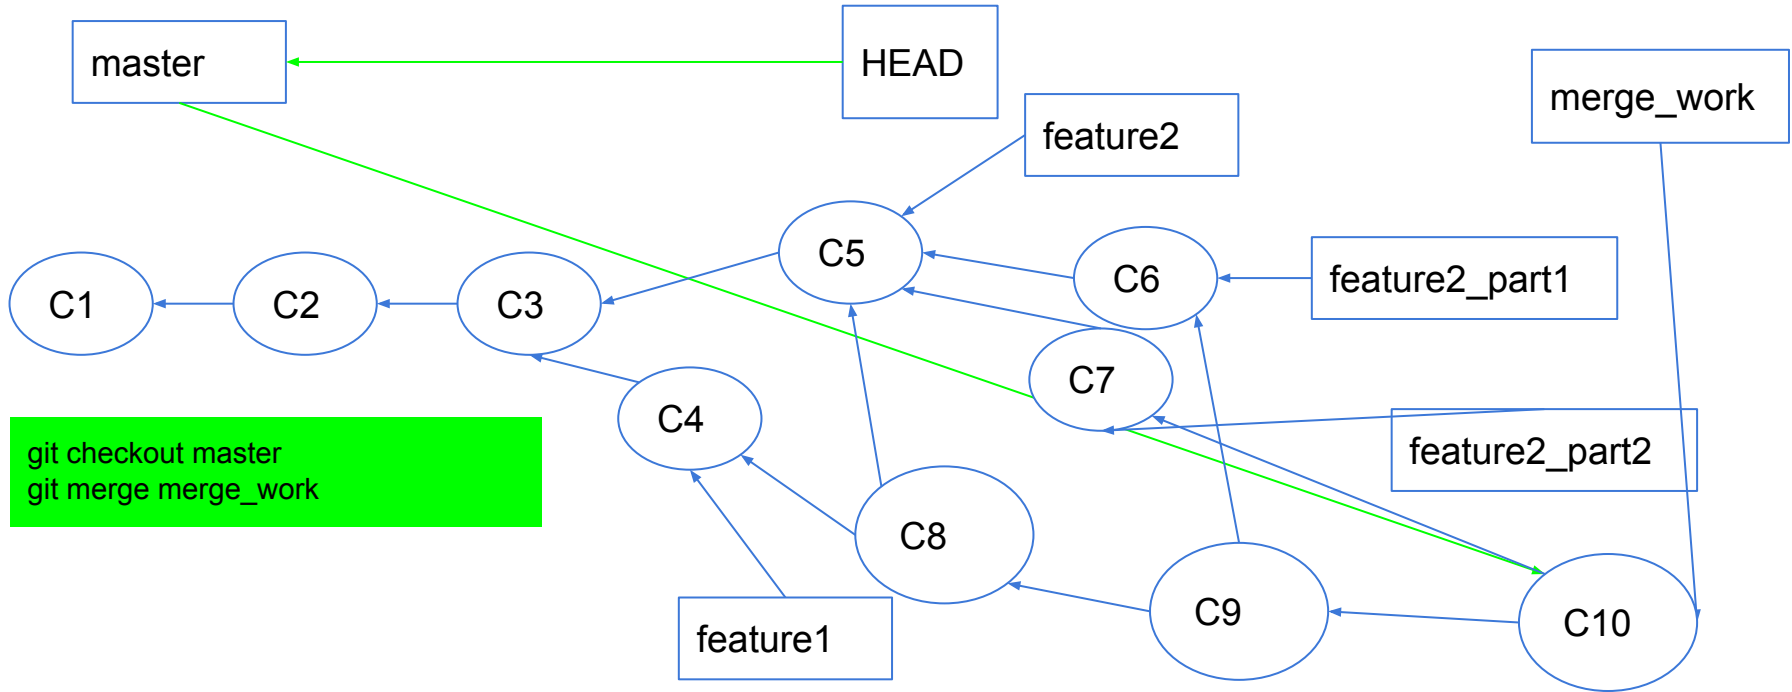 master
HEAD
merge_work
feature2
C5
C6
feature2_part1
C1
C2
C3
C7
C4
feature2_part2
git checkout master
git merge merge_work
C8
C9
C10
feature1